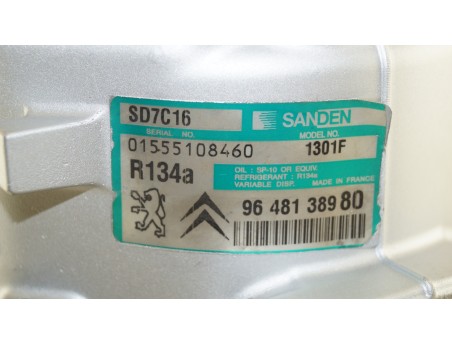 SD7C16 SANDEN
SERIAL NO. MODEL NO.
01555108460 1301F
R134a
OIL : SP-10 OR EQUIV.
REFRIGERANT : R134a
VARIABLE DISP. MADE IN FRANCE
96 481 389 80